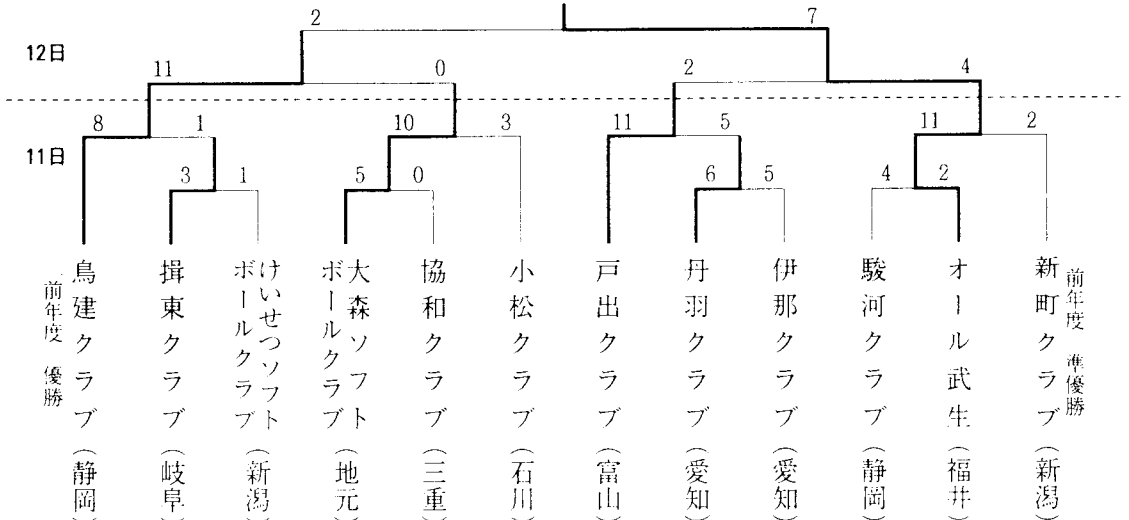 2 7
12日
11 0 2 4
8 1 10 3 11 5 11 2
11日
3 1 5 0 6 5 4 2
鳥建クラブ(静岡)
前年度 優勝
揖東クラブ(岐阜)
けいせつソフト
ボールクラブ(新潟)
大森ソフト
ボールクラブ(地元)
協和クラブ(三重)
小松クラブ(石川)
戸出クラブ(富山)
丹羽クラブ(愛知)
伊那クラブ(愛知)
駿河クラブ(静岡)
オール武生(福井)
新町クラブ(新潟)
前年度 準優勝